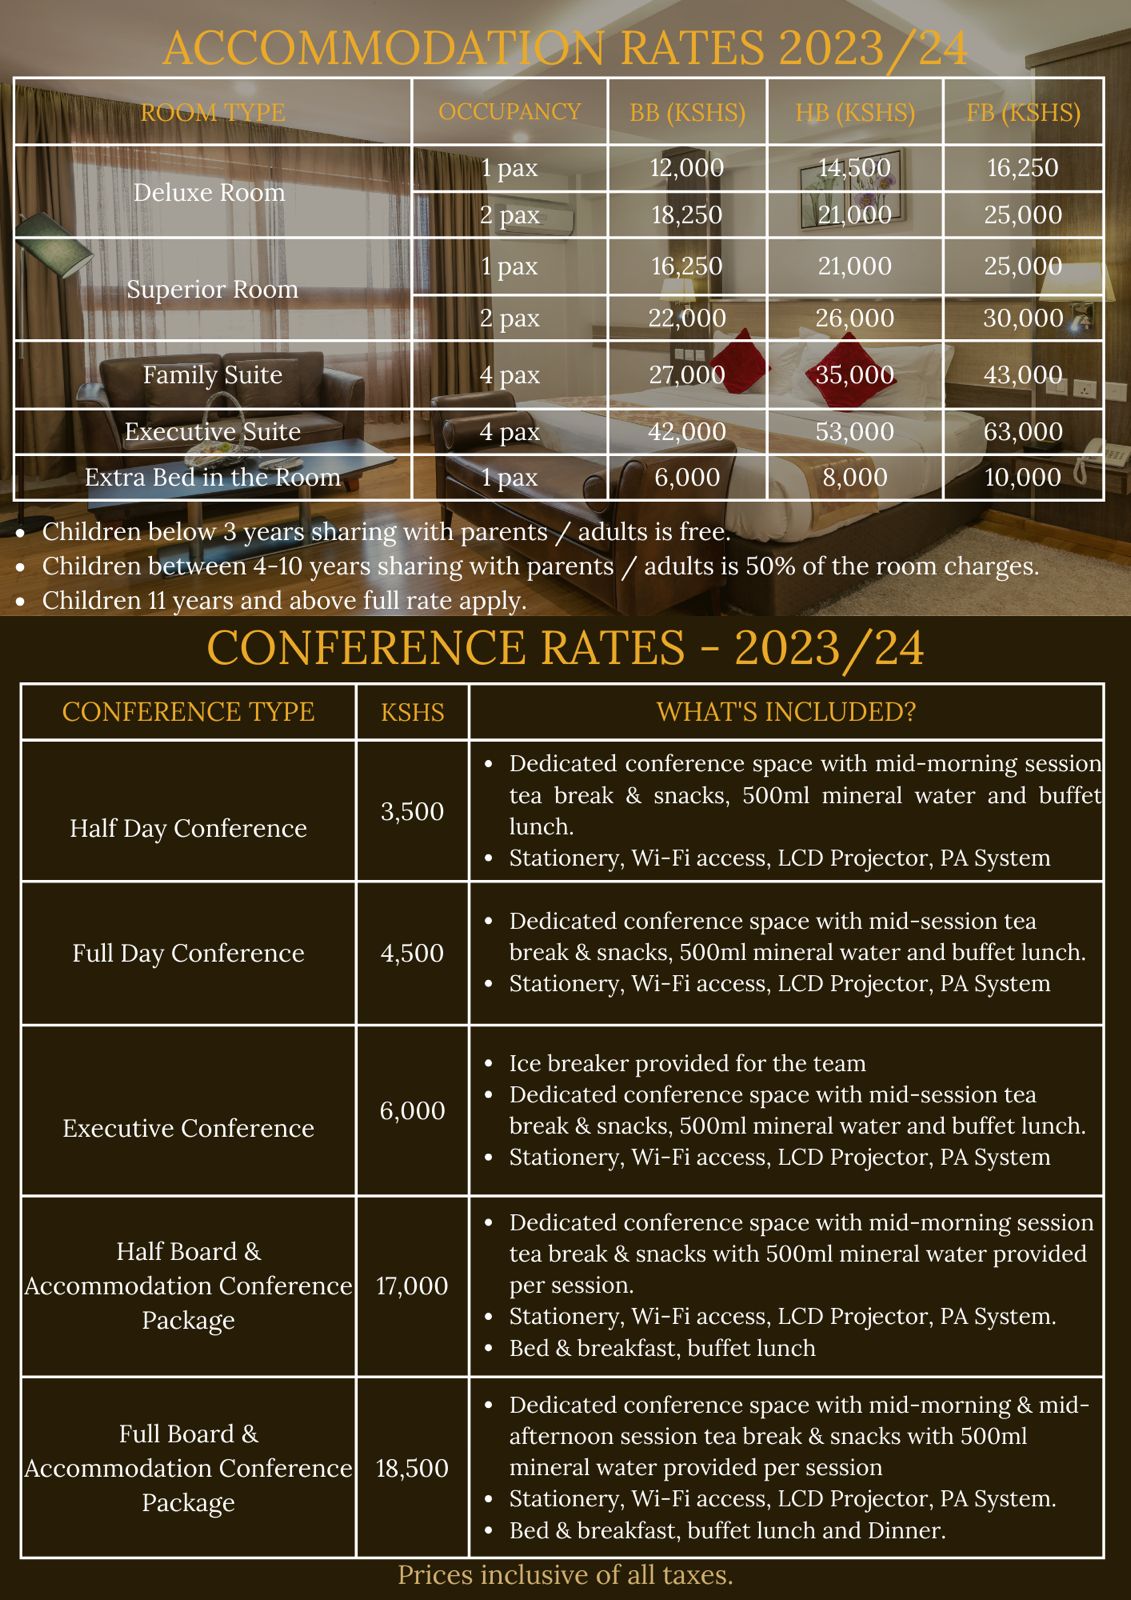 ACCOMMODATION RATES 2023/24
ROOM TYPE OCCUPANCY BB (KSHS) HB (KSHS) FB (KSHS)
Deluxe Room
1 pax 12,000 14,500 16,250
2 pax 18,250 21,000 25,000
Superior Room
1 pax 16,250 21,000 25,000
2 pax 22,000 26,000 30,000
Family Suite 4 pax 27,000 35,000 43,000
Executive Suite 4 pax 42,000 53,000 63,000
Extra Bed in the Room 1 pax 6,000 8,000 10,000
• Children below 3 years sharing with parents / adults is free.
• Children between 4-10 years sharing with parents / adults is 50% of the room charges.
• Children 11 years and above full rate apply.
CONFERENCE RATES - 2023/24
CONFERENCE TYPE KSHS WHAT'S INCLUDED?
Half Day Conference
3,500
• Dedicated conference space with mid-morning session
tea break & snacks, 500ml mineral water and buffet
lunch.
• Stationery, Wi-Fi access, LCD Projector, PA System
Full Day Conference
4,500
• Dedicated conference space with mid-session tea
break & snacks, 500ml mineral water and buffet lunch.
• Stationery, Wi-Fi access, LCD Projector, PA System
Executive Conference
6,000
• Ice breaker provided for the team
• Dedicated conference space with mid-session tea
break & snacks, 500ml mineral water and buffet lunch.
• Stationery, Wi-Fi access, LCD Projector, PA System
Half Board &
Accommodation Conference
Package
17,000
• Dedicated conference space with mid-morning session
tea break & snacks with 500ml mineral water provided
per session.
• Stationery, Wi-Fi access, LCD Projector, PA System.
• Bed & breakfast, buffet lunch
Full Board &
Accommodation Conference
Package
18,500
• Dedicated conference space with mid-morning & mid-
afternoon session tea break & snacks with 500ml
mineral water provided per session
• Stationery, Wi-Fi access, LCD Projector, PA System.
• Bed & breakfast, buffet lunch and Dinner.
Prices inclusive of all taxes.